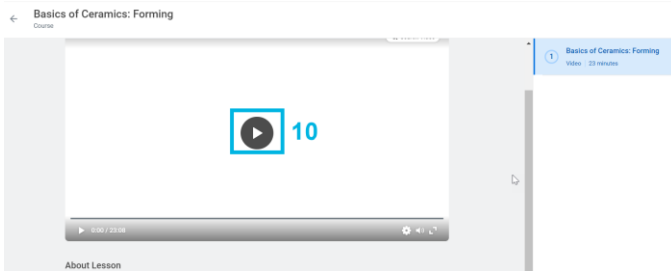 Basics of Ceramics: Forming
Course
1 Basics of Ceramics: Forming
Video 23 minutes
10
0:00 / 23:08
About Lesson